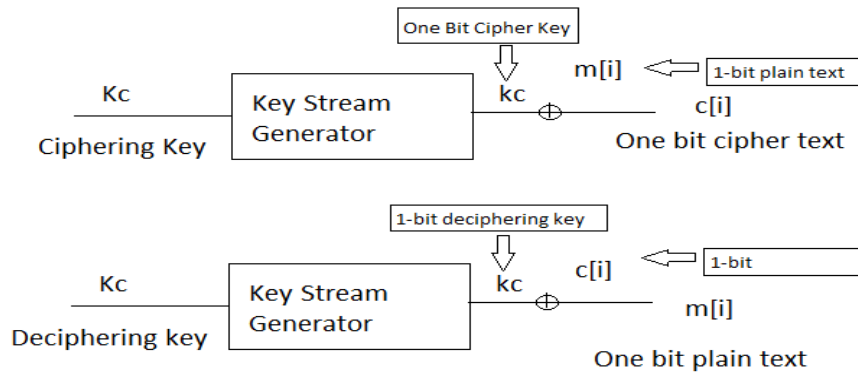 One Bit Cipher Key
m[i]
1-bit plain text
Kc
Key Stream
Generator
kc
c[i]
Ciphering Key
One bit cipher text
1-bit deciphering key
Kc
Key Stream
Generator
kc
c[i]
1-bit
m[i]
Deciphering key
One bit plain text